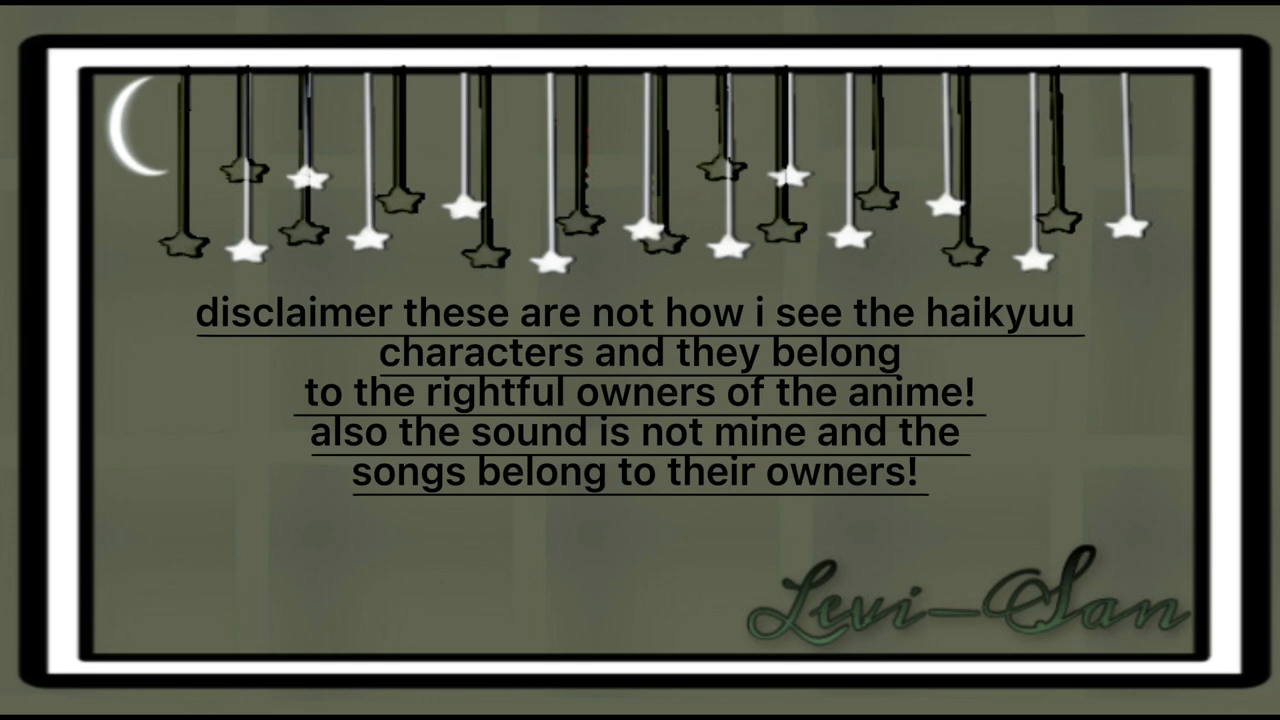 disclaimer these are not how i see the haikyuu
characters and they belong
to the rightful owners of the anime!
also the sound is not mine and the
songs belong to their owners!
Levi-San